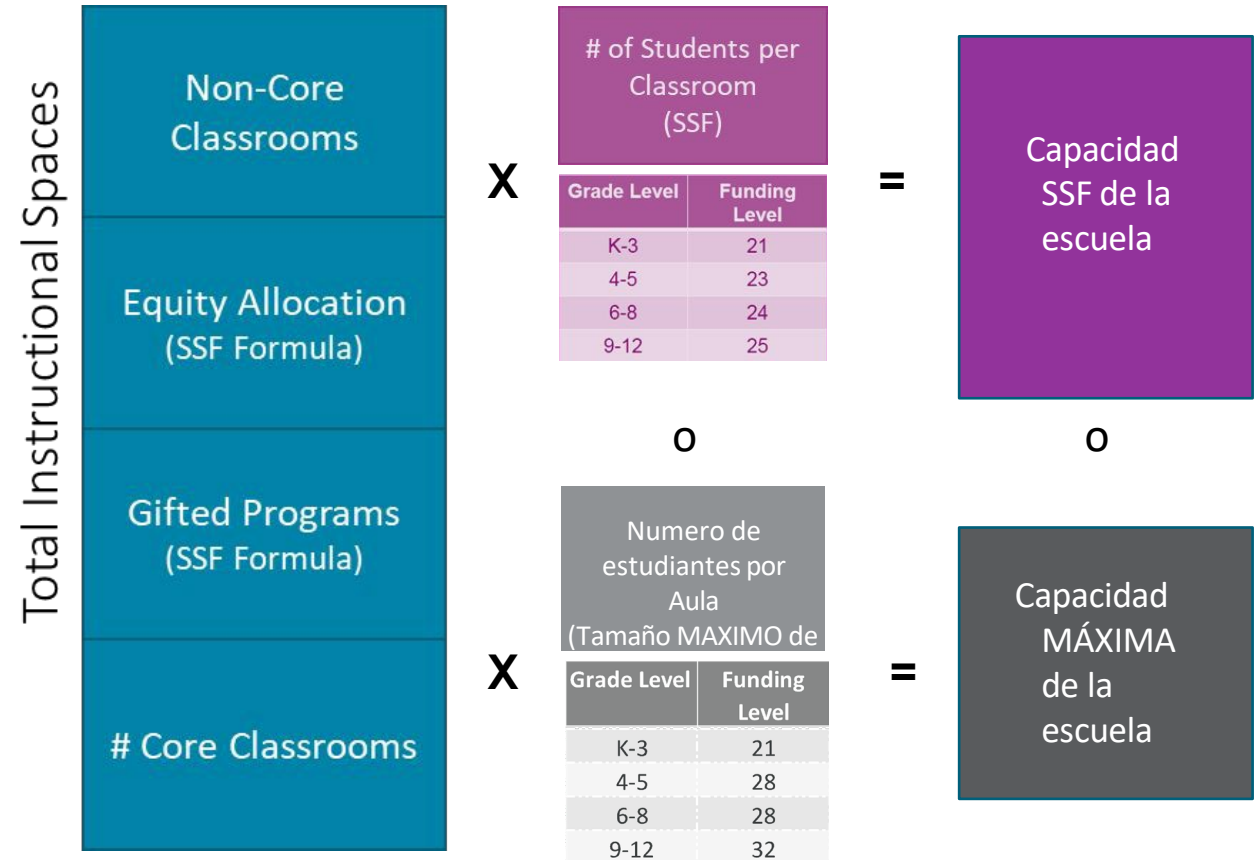 Total Instructional Spaces
Non-Core
Classrooms
Equity Allocation
(SSF Formula)
Gifted Programs
(SSF Formula)
# Core Classrooms
X
# of Students per
Classroom
(SSF)
Grade Level Funding
Level
K-3 21
4-5 23
6-8 24
9-12 25
=
Capacidad
SSF de la
escuela
o
o
X
Numero de
estudiantes por
Aula
(Tamaño MAXIMO de
Grade Level Funding
Level
K-3 21
4-5 28
6-8 28
9-12 32
=
Capacidad
MÁXIMA
de la
escuela